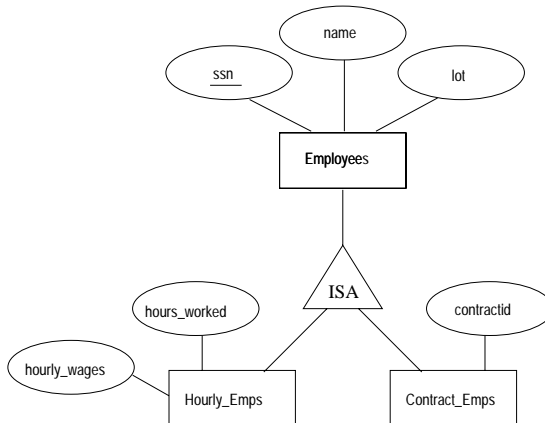 name
ssn
lot
Employees
ISA
hours_worked
contractid
hourly_wages
Hourly_Emps
Contract_Emps